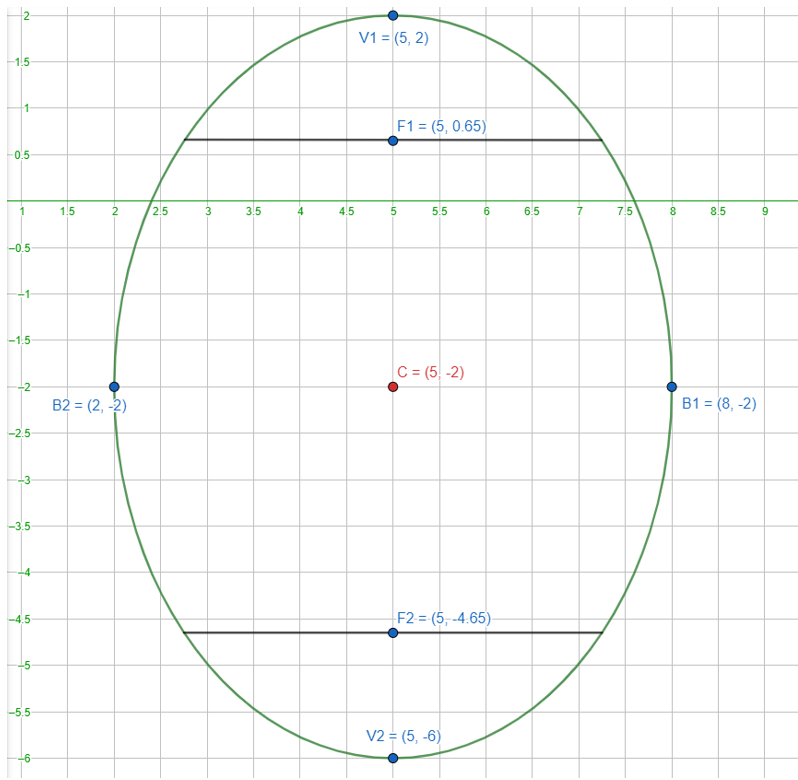 2
V1 = (5, 2)
1.5
1
F1 = (5, 0.65)
0.5
1 1.5 2 2.5 3 3.5 4 4.5 5 5.5 6 6.5 7 7.5 8 8.5 9
–0.5
–1
–1.5
C = (5, -2)
–2
B2 = (2, -2)
B1 = (8, -2)
–2.5
–3
–3.5
–4
–4.5
F2 = (5, -4.65)
–5
–5.5
V2 = (5, -6)
–6